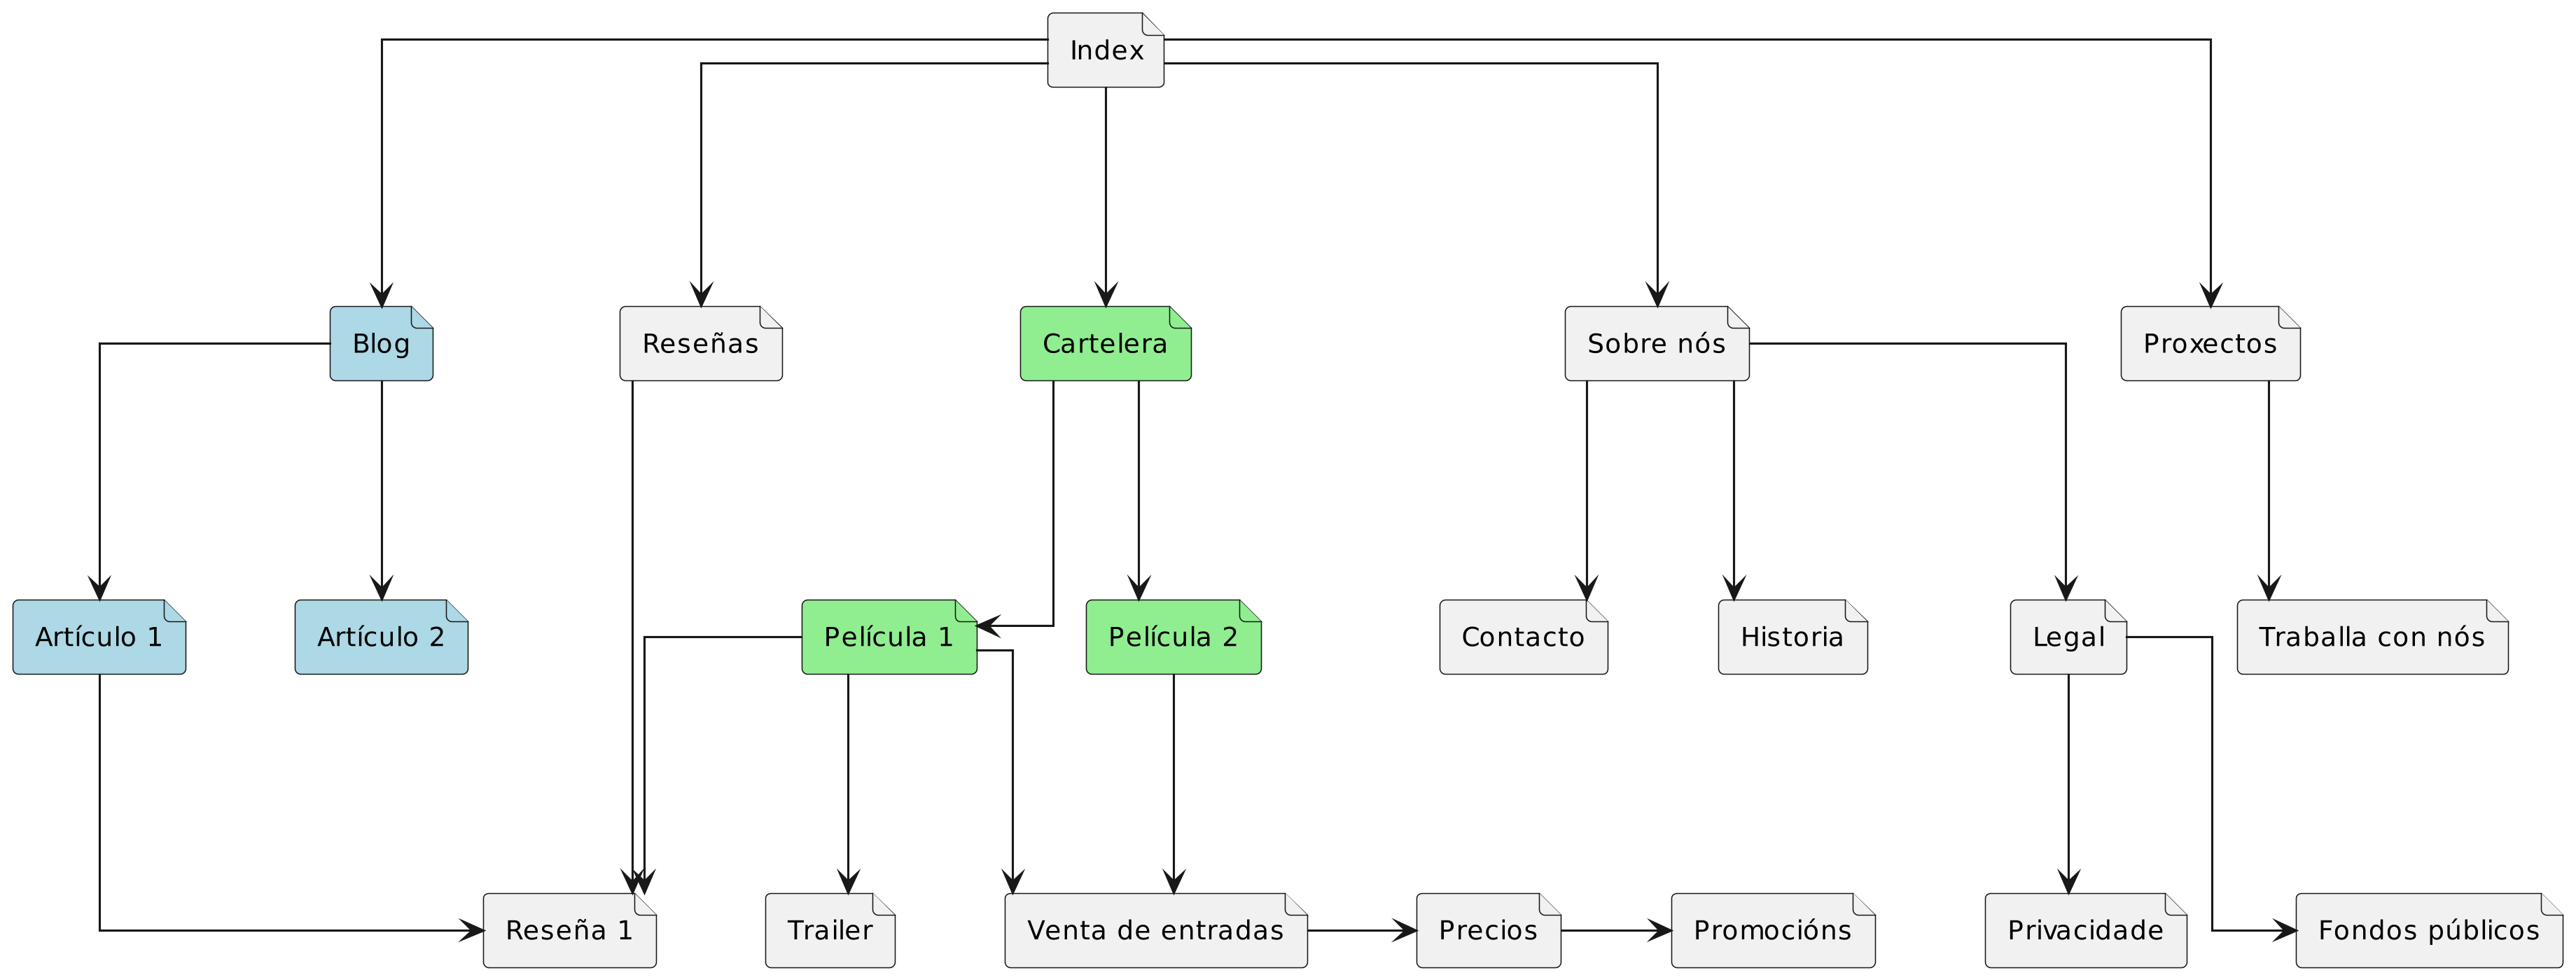 Index
Blog
Reseñas
Cartelera
Sobre nós
Proxectos
Artículo 1
Artículo 2
Película 1
Película 2
Contacto
Historia
Legal
Traballa con nós
Reseña 1
Trailer
Venta de entradas
Precios
Promocións
Privacidade
Fondos públicos